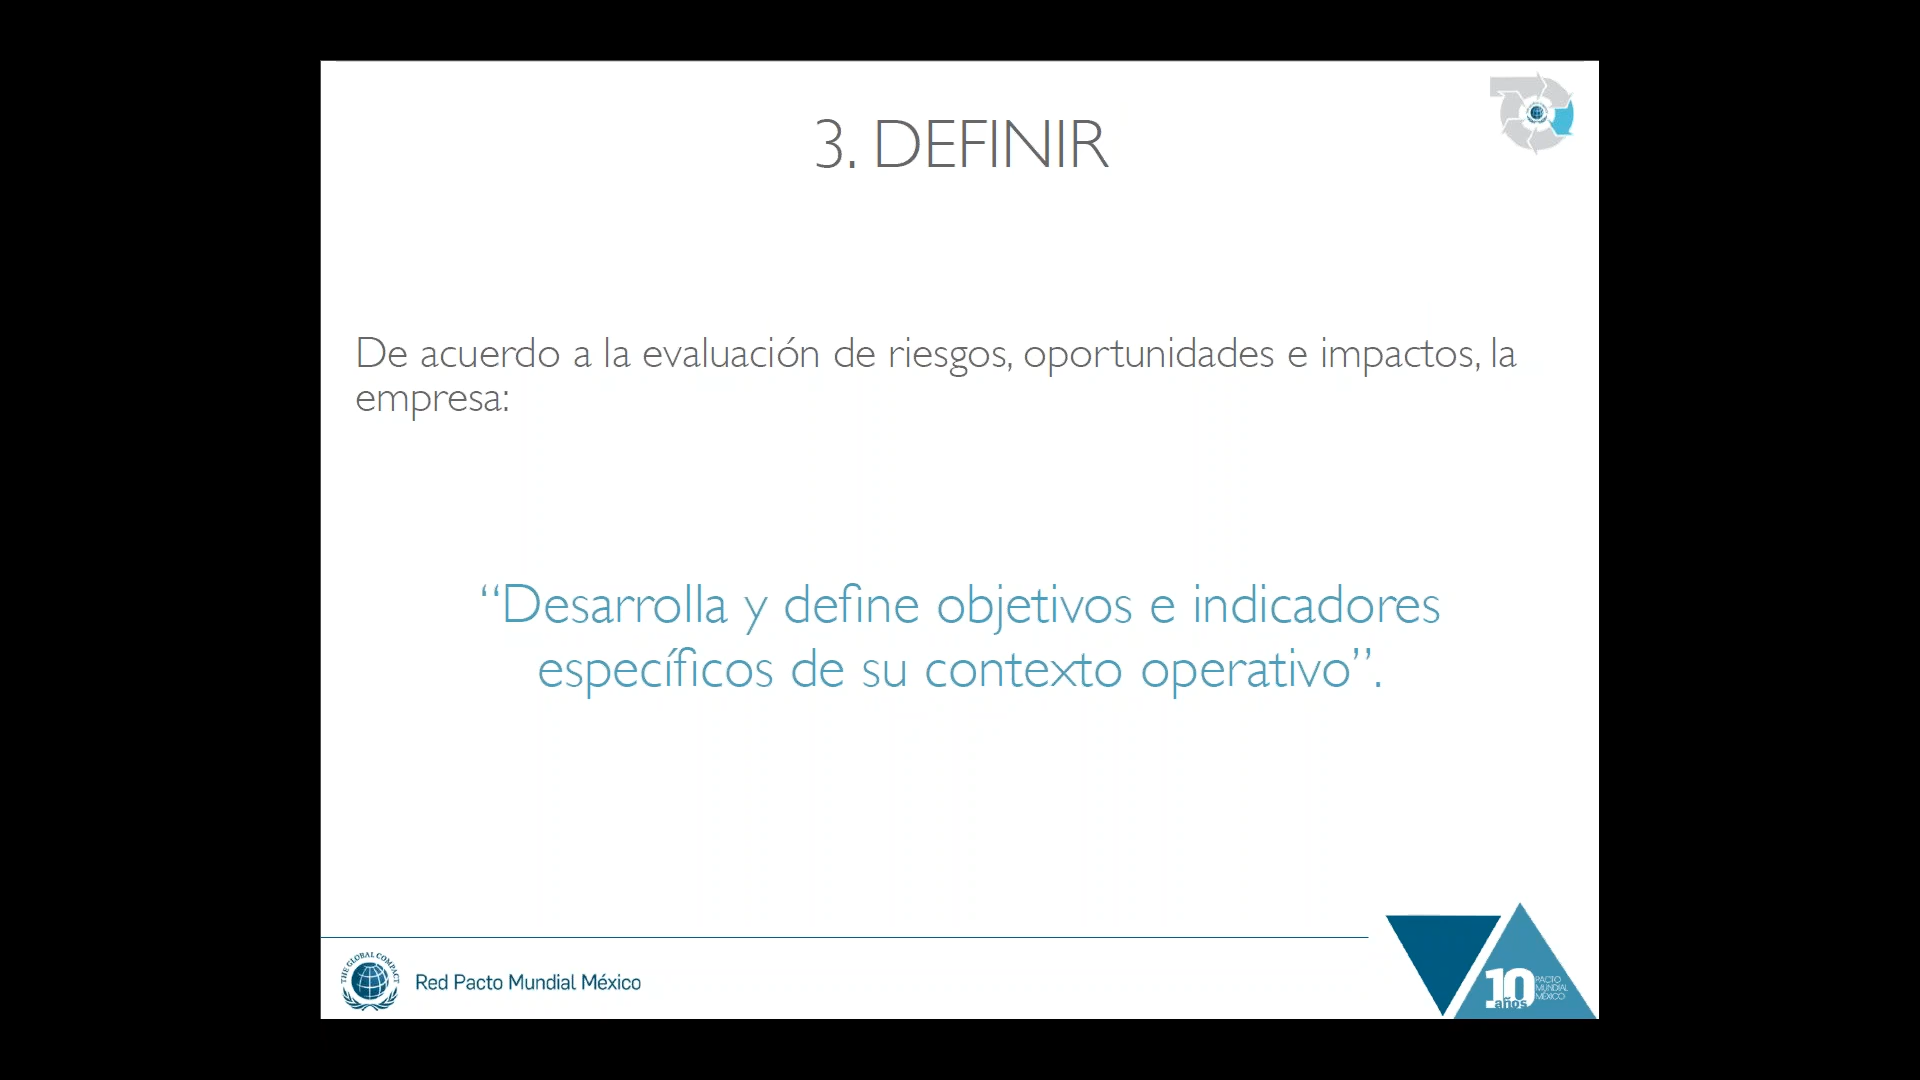 3. DEFINIR
De acuerdo a la evaluación de riesgos, oportunidades e impactos, la
empresa:
“Desarrolla y define objetivos e indicadores
específicos de su contexto operativo”.
THE GLOBAL COMPACT
Red Pacto Mundial México
10
años
PACTO
MUNDIAL
MÉXICO